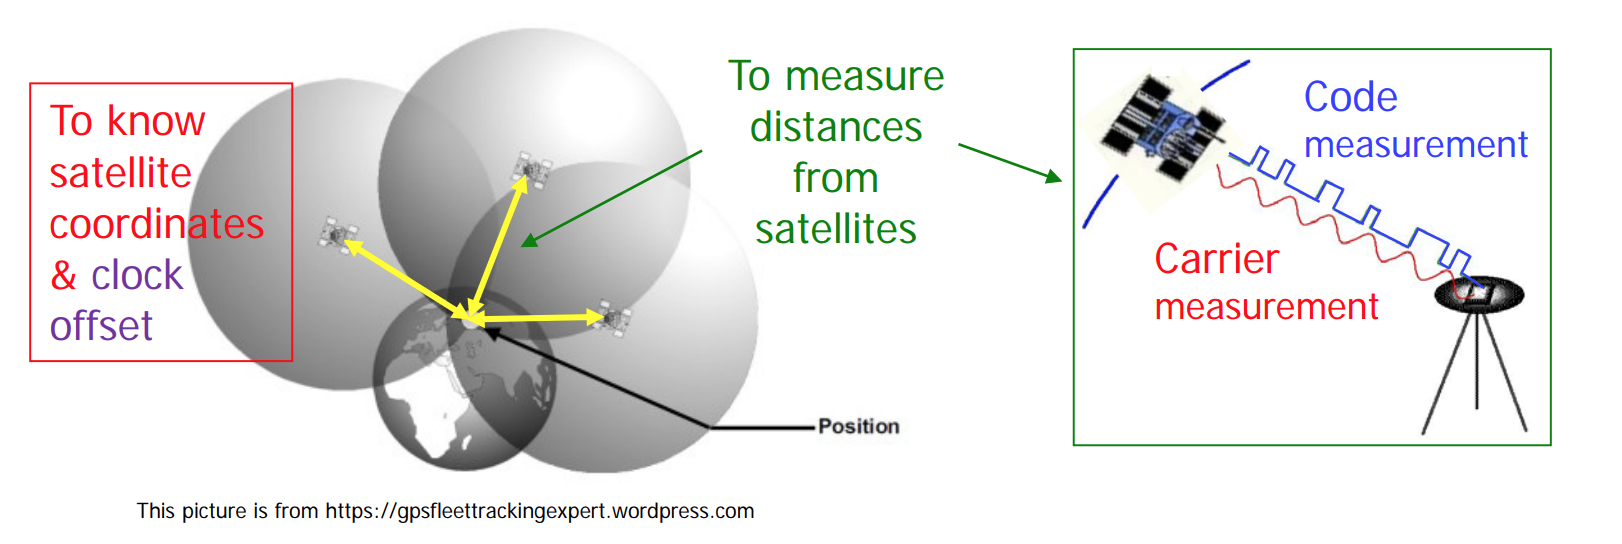 To know
satellite
coordinates
& clock
offset
To measure
distances
from
satellites
Code
measurement
Carrier
measurement
Position
This picture is from https://gpsfleettrackingexpert.wordpress.com